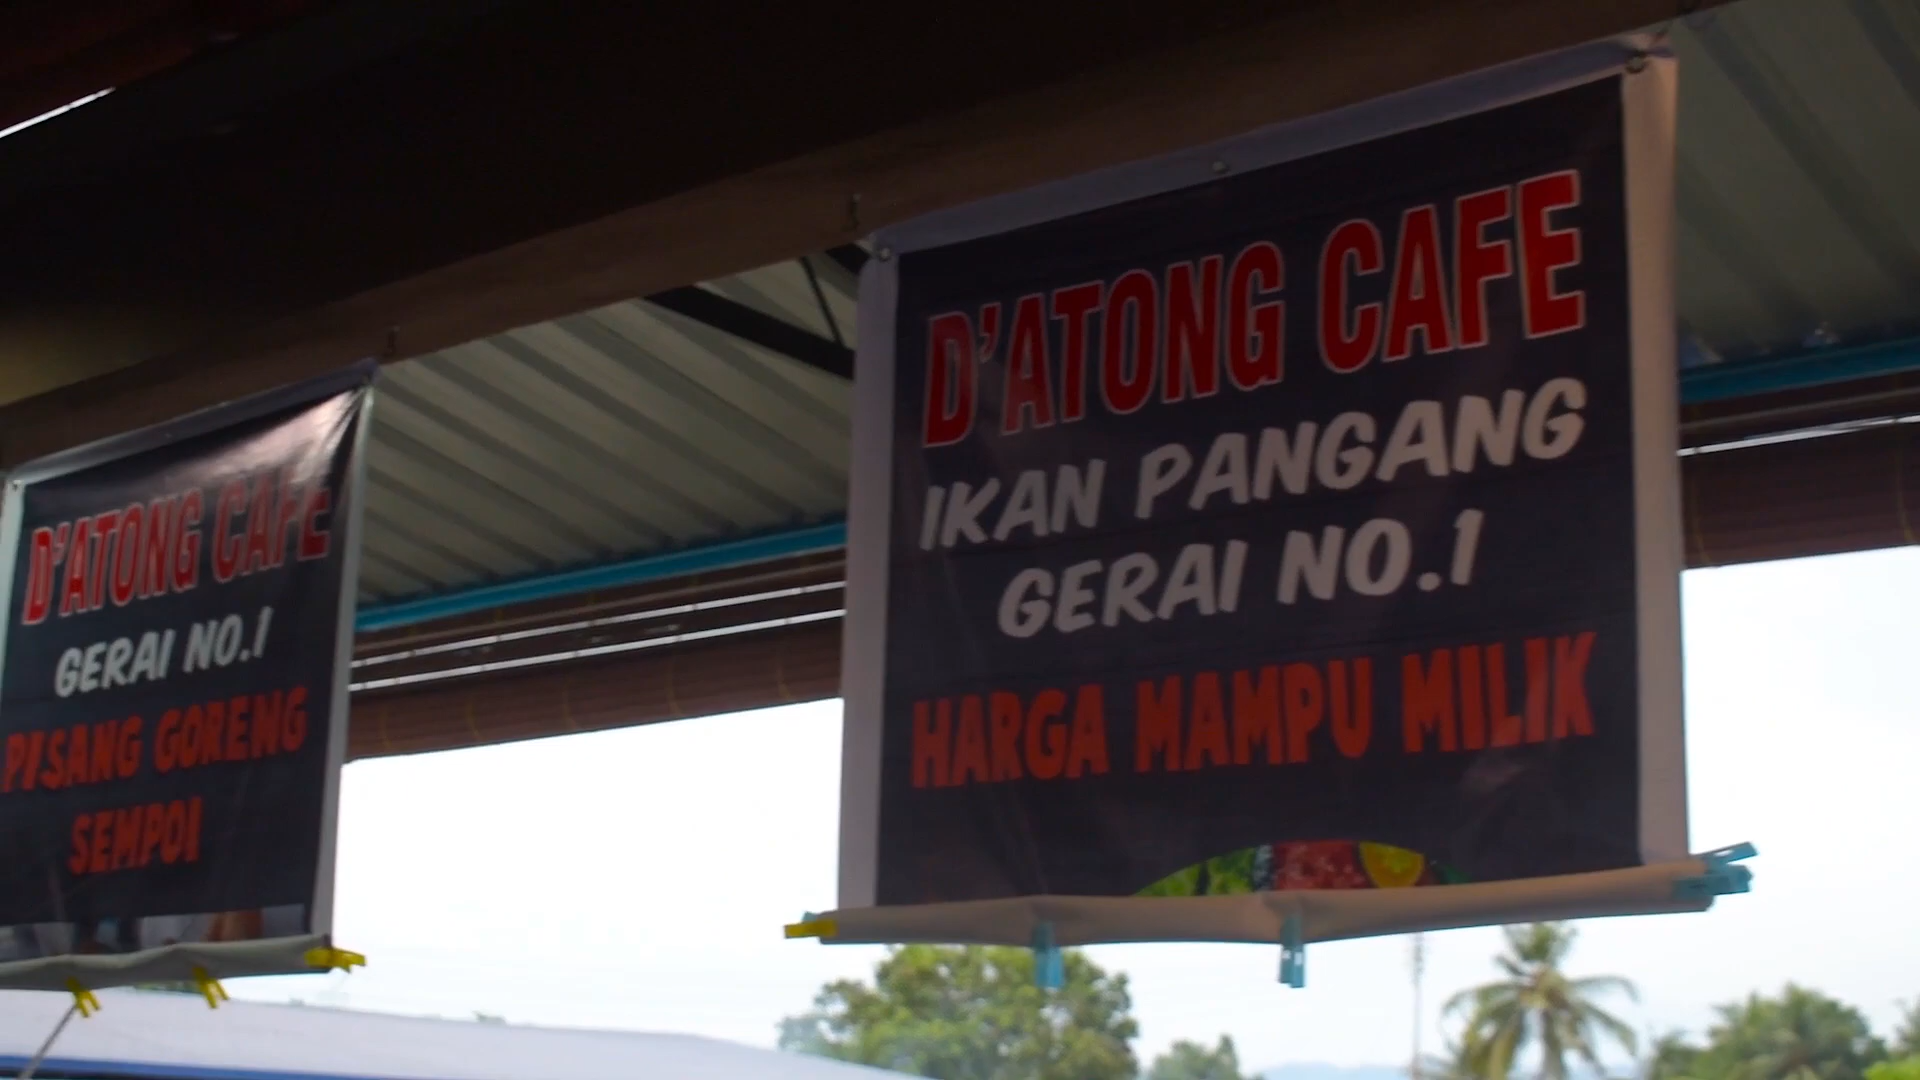 D'ATONG CAFE
GERAI NO.1
PISANG GORENG
SEMPOI
D'ATONG CAFE
IKAN PANGANG
GERAI NO.1
HARGA MAMPU MILIK